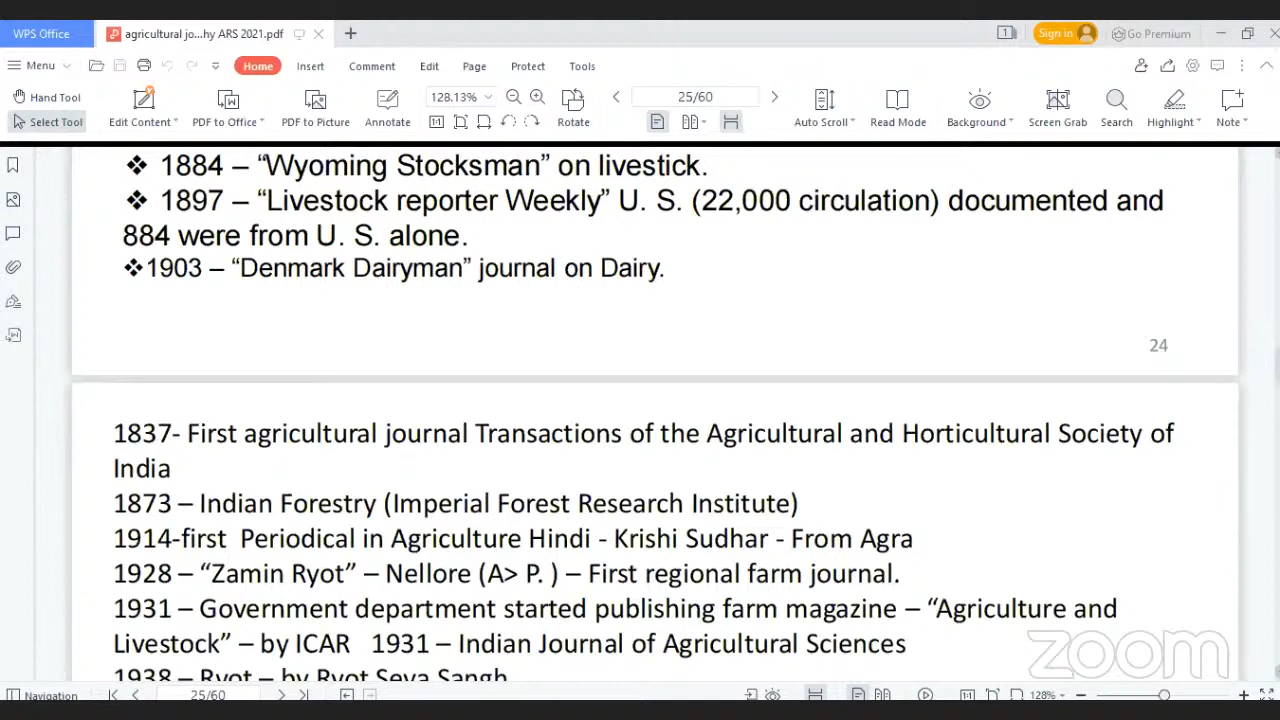 WPS Office
agricultural jo...hy ARS 2021.pdf
Sign in
Go Premium
Menu
Home
Insert
Comment
Edit
Page
Protect
Tools
Hand Tool
Select Tool
Edit Content
PDF to Office
PDF to Picture
Annotate
128.13%
Rotate
25/60
Auto Scroll
Read Mode
Background
Screen Grab
Search
Highlight
Note
❖ 1884 – “Wyoming Stocksman” on livestick.
❖ 1897 – “Livestock reporter Weekly” U. S. (22,000 circulation) documented and
884 were from U. S. alone.
❖1903 – “Denmark Dairyman” journal on Dairy.
24
1837- First agricultural journal Transactions of the Agricultural and Horticultural Society of
India
1873 – Indian Forestry (Imperial Forest Research Institute)
1914-first  Periodical in Agriculture Hindi - Krishi Sudhar - From Agra
1928 – “Zamin Ryot” – Nellore (A> P. ) – First regional farm journal.
1931 – Government department started publishing farm magazine – “Agriculture and
Livestock” – by ICAR   1931 – Indian Journal of Agricultural Sciences
1938 – Ryot – by Ryot Seva Sangh
zoom
Navigation
25/60
128%